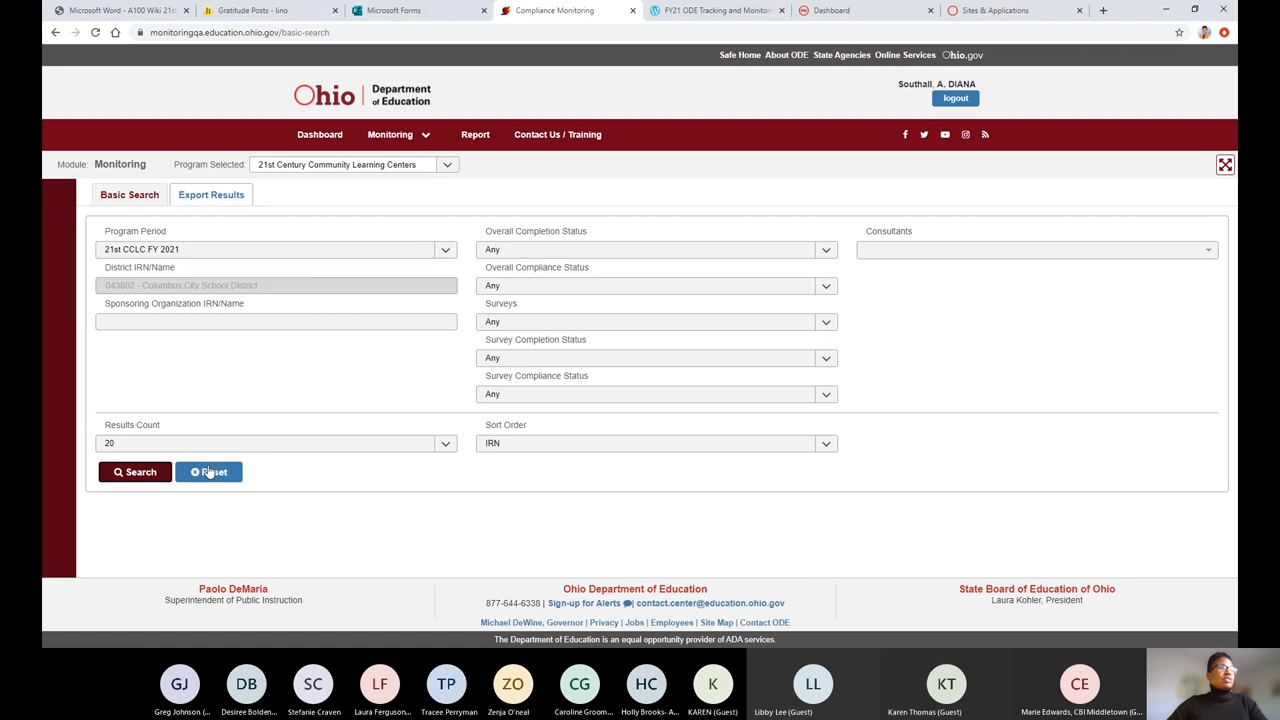 Microsoft Word - A100 Wiki 21st
Gratitude Posts - lino
Microsoft Forms
Compliance Monitoring
FY21 ODE Tracking and Monitor
Dashboard
Sites & Applications
monitoringqa.education.ohio.gov/basic-search
Safe Home About ODE State Agencies Online Services Ohio.gov
Ohio | Department of Education
Southall, A. DIANA
logout
Dashboard Monitoring Report Contact Us / Training
Module: Monitoring Program Selected: 21st Century Community Learning Centers
Basic Search Export Results
Program Period
21st CCLC FY 2021
District IRN/Name
043802 - Columbus City School District
Sponsoring Organization IRN/Name
Overall Completion Status
Any
Overall Compliance Status
Any
Surveys
Any
Survey Completion Status
Any
Survey Compliance Status
Any
Consultants
Results Count
20
Sort Order
IRN
Search Reset
Paolo DeMaria
Superintendent of Public Instruction
Ohio Department of Education
877-644-6338 | Sign-up for Alerts | contact.center@education.ohio.gov
Michael DeWine, Governor | Privacy | Jobs | Employees | Site Map | Contact ODE
State Board of Education of Ohio
Laura Kohler, President
The Department of Education is an equal opportunity provider of ADA services.
GJ DB SC LF TP ZO CG HC K LL KT CE
Greg Johnson (... Desiree Bolden... Stefanie Craven Laura Ferguson... Tracee Perryman Zenja O'neal Caroline Groom... Holly Brooks- A... KAREN (Guest) Libby Lee (Guest) Karen Thomas (Guest) Marie Edwards, CBI Middletown (G...